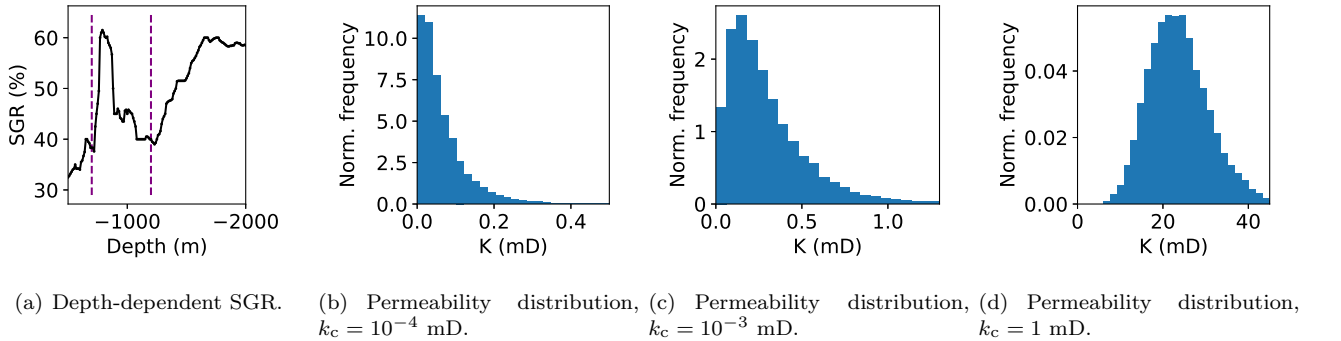 SGR (%)
60
50
40
30
−1000
−2000
Depth (m)
Norm. frequency
10.0
7.5
5.0
2.5
0.0
0.0
0.2
0.4
K (mD)
Norm. frequency
2
1
0
0.0
0.5
1.0
K (mD)
Norm. frequency
0.04
0.02
0.00
0
20
40
K (mD)
(a) Depth-dependent SGR.
(b) Permeability distribution,
k_c = 10^{−4} mD.
(c) Permeability distribution,
k_c = 10^{−3} mD.
(d) Permeability distribution,
k_c = 1 mD.